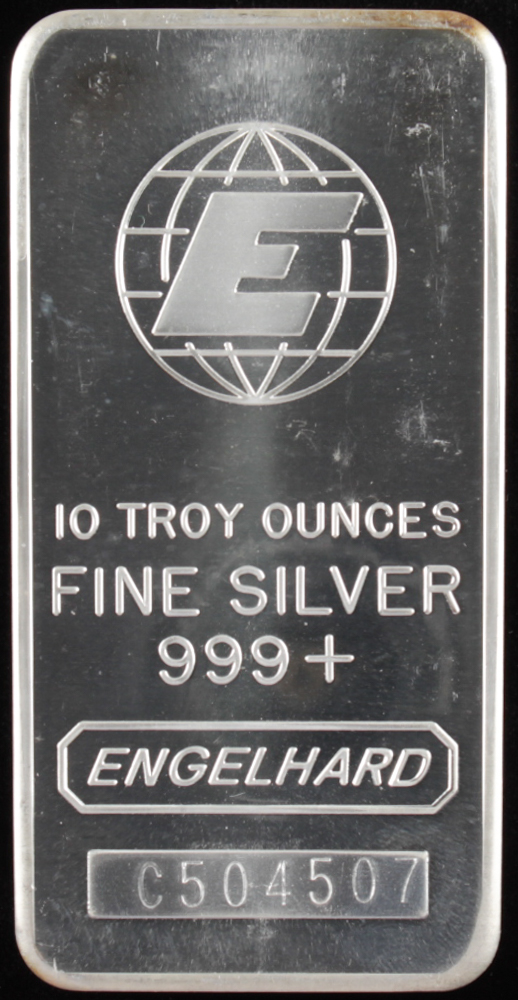 E
10 TROY OUNCES
FINE SILVER
999+
ENGELHARD
C504507